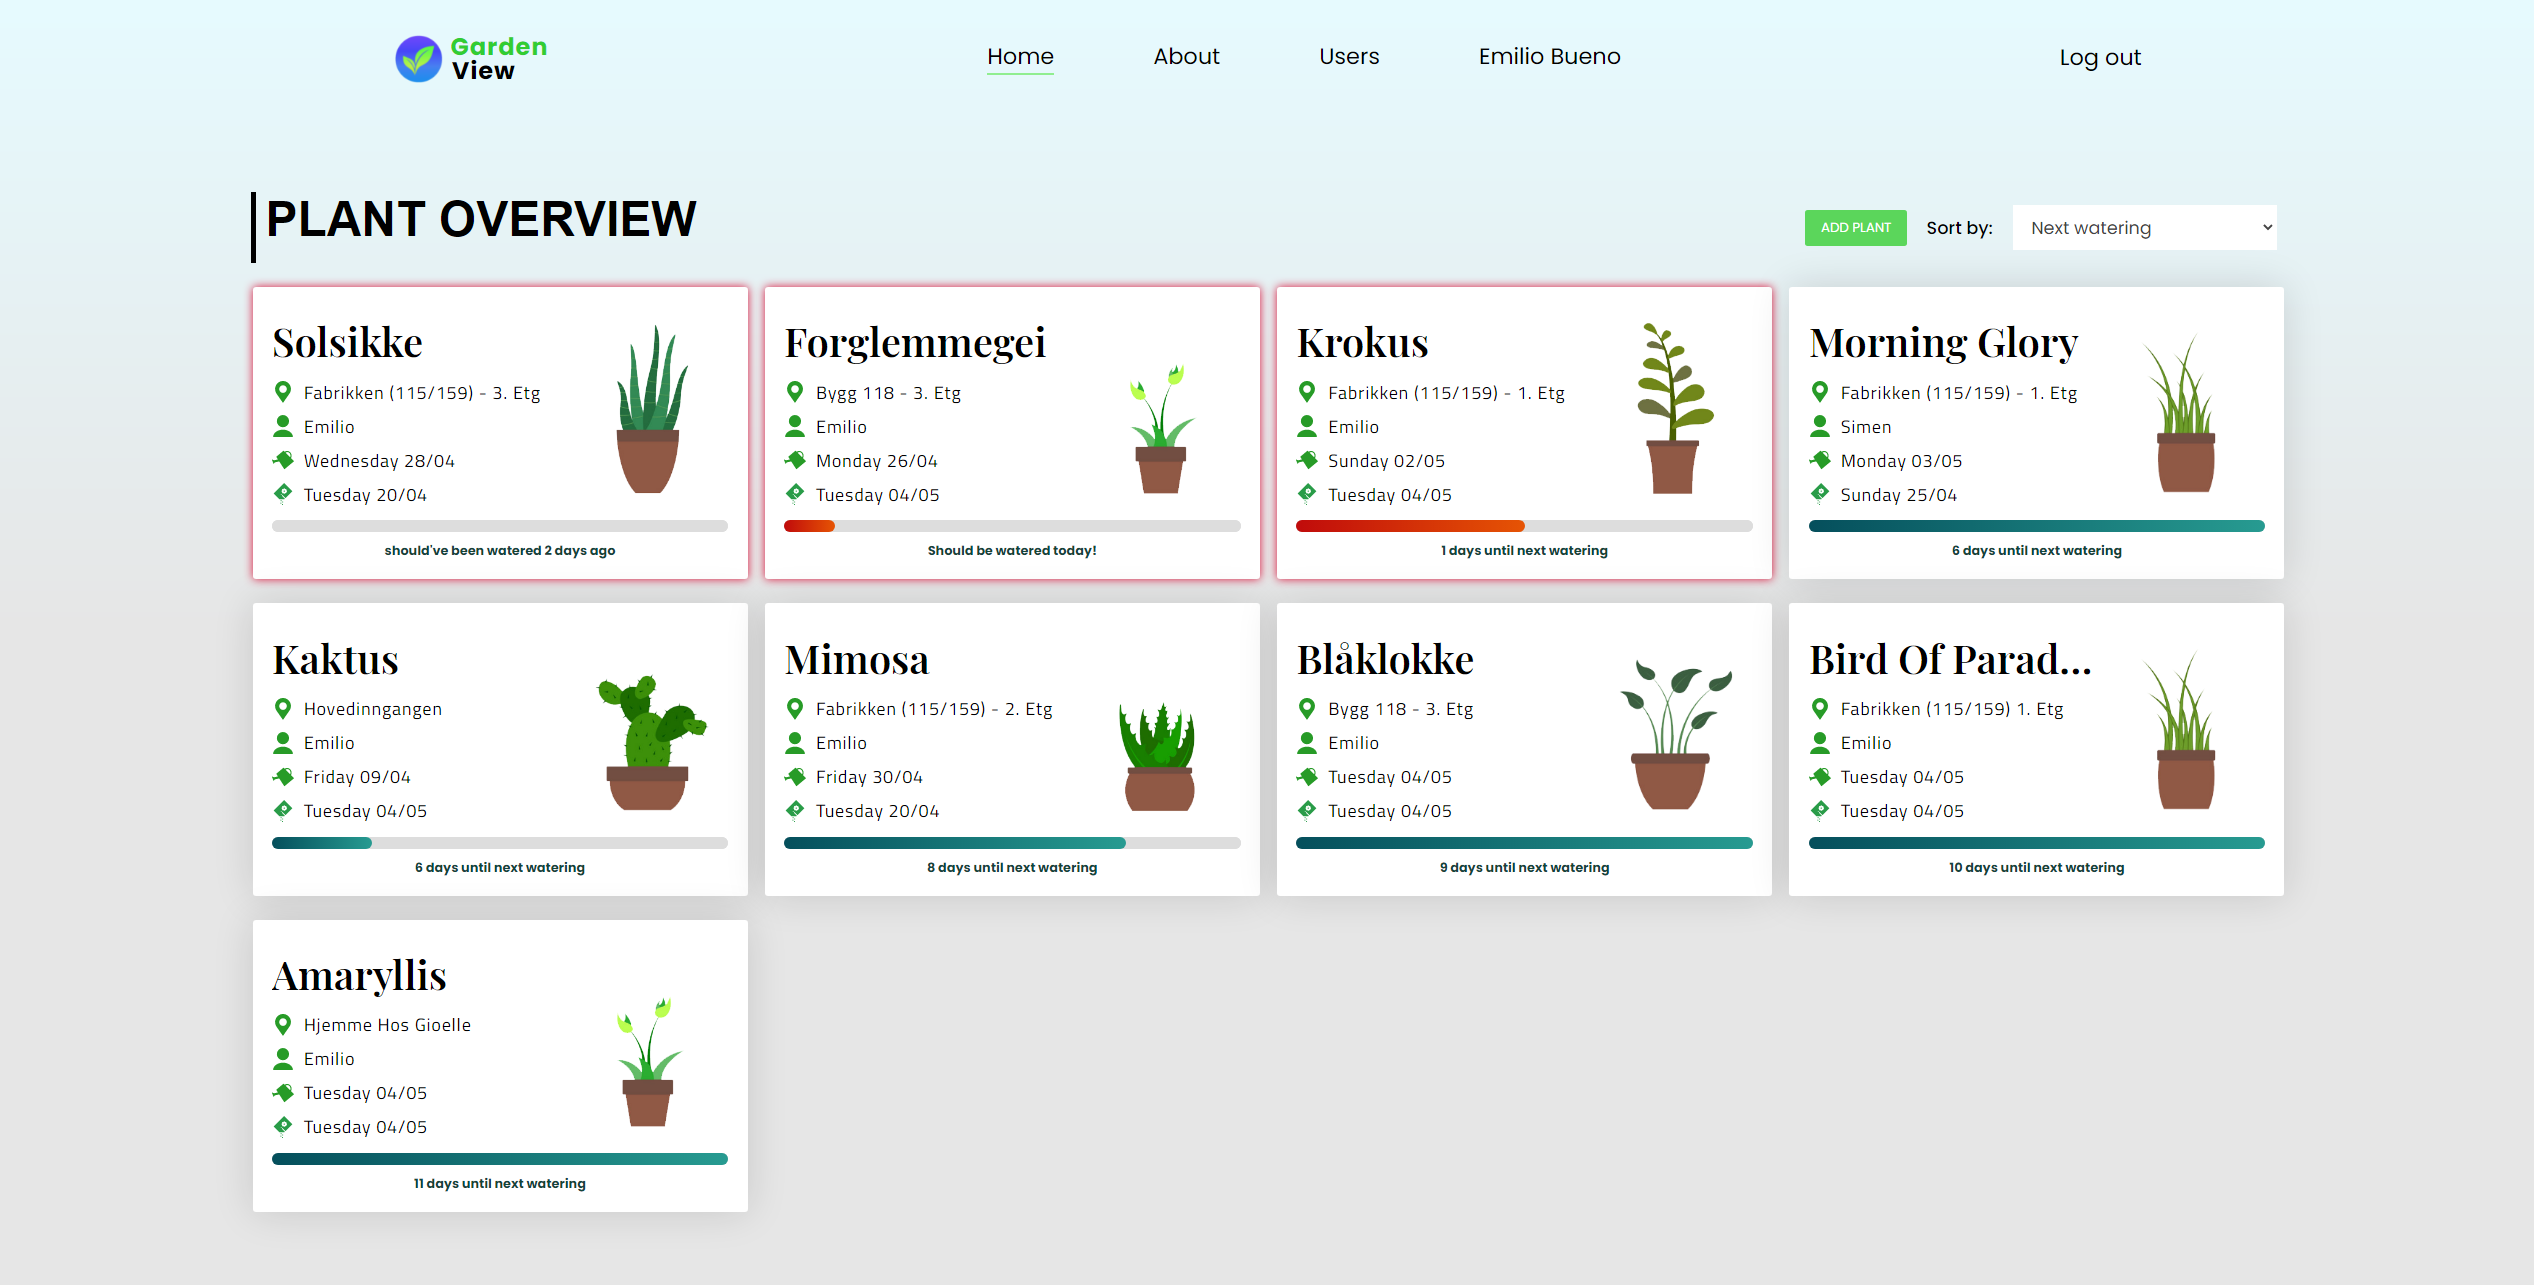 Garden
View
Home
About
Users
Emilio Bueno
Log out
PLANT OVERVIEW
ADD PLANT
Sort by:
Next watering
Solsikke
Fabrikken (115/159) - 3. Etg
Emilio
Wednesday 28/04
Tuesday 20/04
should've been watered 2 days ago
Forglemmegei
Bygg 118 - 3. Etg
Emilio
Monday 26/04
Tuesday 04/05
Should be watered today!
Krokus
Fabrikken (115/159) - 1. Etg
Emilio
Sunday 02/05
Tuesday 04/05
1 days until next watering
Morning Glory
Fabrikken (115/159) - 1. Etg
Simen
Monday 03/05
Sunday 25/04
6 days until next watering
Kaktus
Hovedinngangen
Emilio
Friday 09/04
Tuesday 04/05
6 days until next watering
Mimosa
Fabrikken (115/159) - 2. Etg
Emilio
Friday 30/04
Tuesday 20/04
8 days until next watering
Blåklokke
Bygg 118 - 3. Etg
Emilio
Tuesday 04/05
Tuesday 04/05
9 days until next watering
Bird Of Parad...
Fabrikken (115/159) 1. Etg
Emilio
Tuesday 04/05
Tuesday 04/05
10 days until next watering
Amaryllis
Hjemme Hos Gioelle
Emilio
Tuesday 04/05
Tuesday 04/05
11 days until next watering